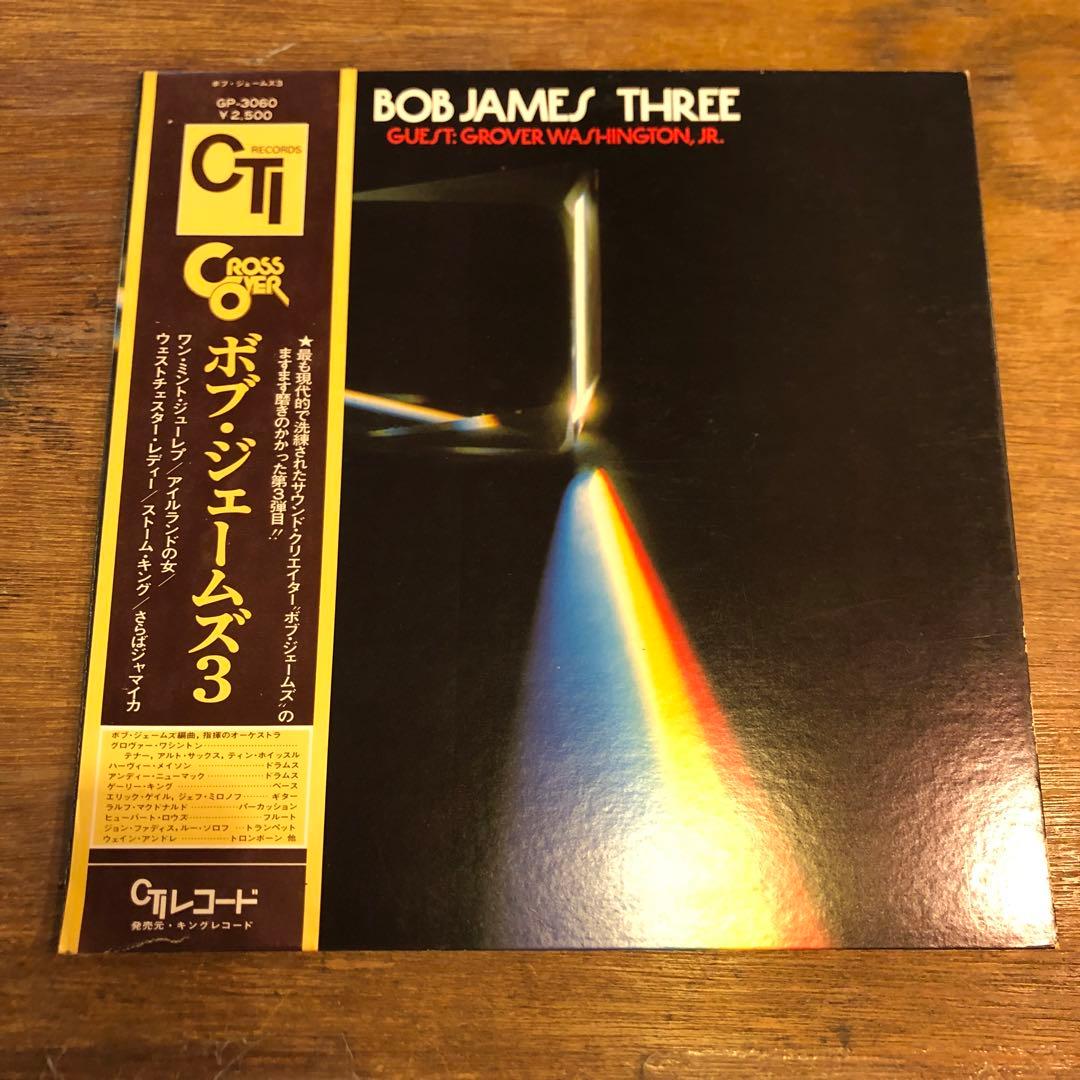 ボブ・ジェームズ3
GP-3060
￥2,500
CTI RECORDS
CROSS OVER
ボブ・ジェームズ3
★最も現代的で洗練されたサウンド・クリエイター“ボブ・ジェームズ”の
ますます磨きのかかった第3弾目!!
ワン・ミント・ジューレプ/アイルランドの女/
ウェストチェスター・レディー/ストーム・キング/さらばジャマイカ
ボブ・ジェームズ編曲,指揮のオーケストラ
グロヴァー・ワシントン
テナー,アルト・サックス,ティン・ホイッスル
ハーヴィー・メイソン………ドラムス
アンディー・ニューマック………ドラムス
ゲーリー・キング………ベース
エリック・ゲイル,ジェフ・ミロノフ……ギター
ラルフ・マクドナルド………パーカッション
ヒューバート・ロウズ………フルート
ジョン・ファディス,ルー・ソロフ…トランペット
ウェイン・アンドレ………トロンボーン 他
CTIレコード
発売元・キングレコード
BOB JAMES THREE
GUEST: GROVER WASHINGTON, JR.